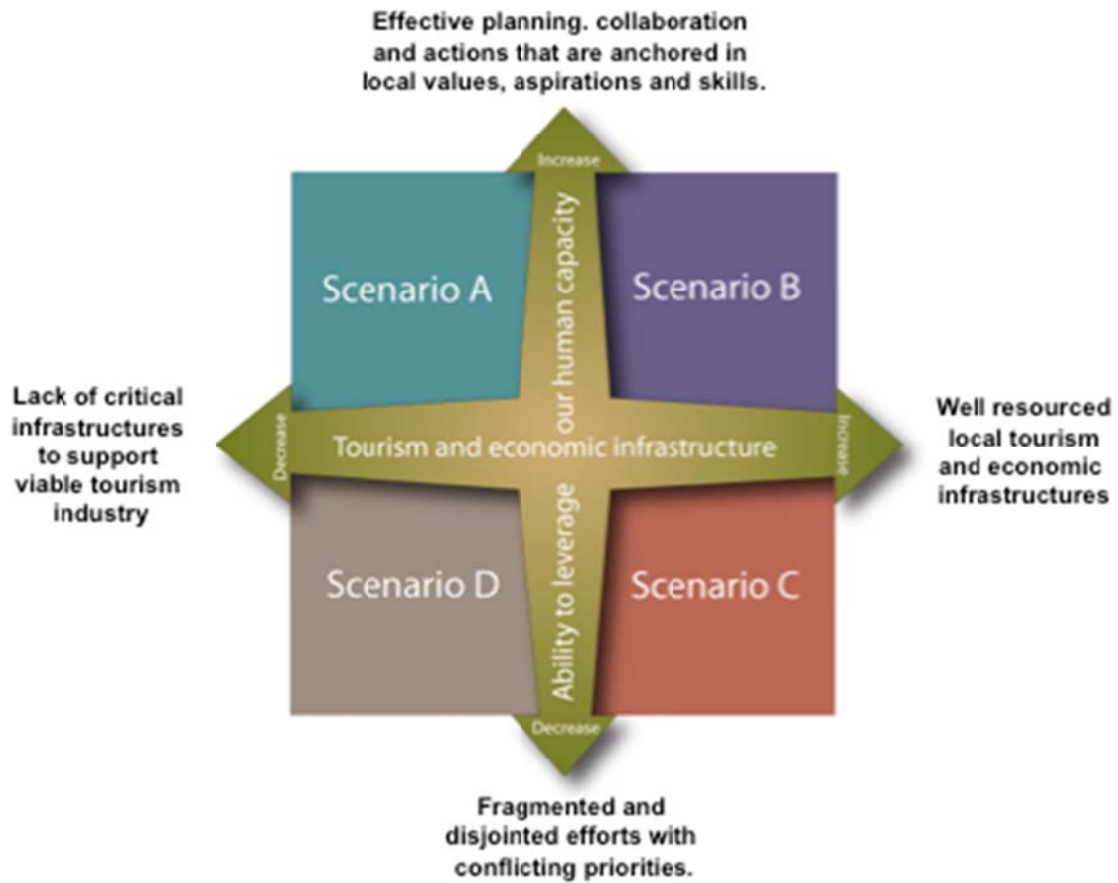 Effective planning. collaboration
and actions that are anchored in
local values, aspirations and skills.
Increase
Scenario A
Scenario B
Ability to leverage our human capacity
Lack of critical
infrastructures
to support
viable tourism
industry
Decrease
Tourism and economic infrastructure
Increase
Well resourced
local tourism
and economic
infrastructures
Scenario D
Scenario C
Decrease
Fragmented and
disjointed efforts with
conflicting priorities.